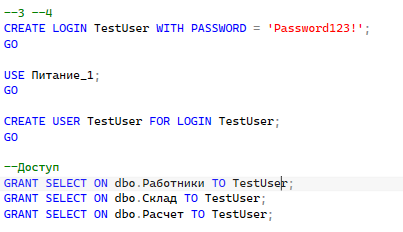 --3 --4
CREATE LOGIN TestUser WITH PASSWORD = 'Password123!';
GO
USE Питание_1;
GO
CREATE USER TestUser FOR LOGIN TestUser;
GO
--Доступ
GRANT SELECT ON dbo.Работники TO TestUser;
GRANT SELECT ON dbo.Склад TO TestUser;
GRANT SELECT ON dbo.Расчет TO TestUser;